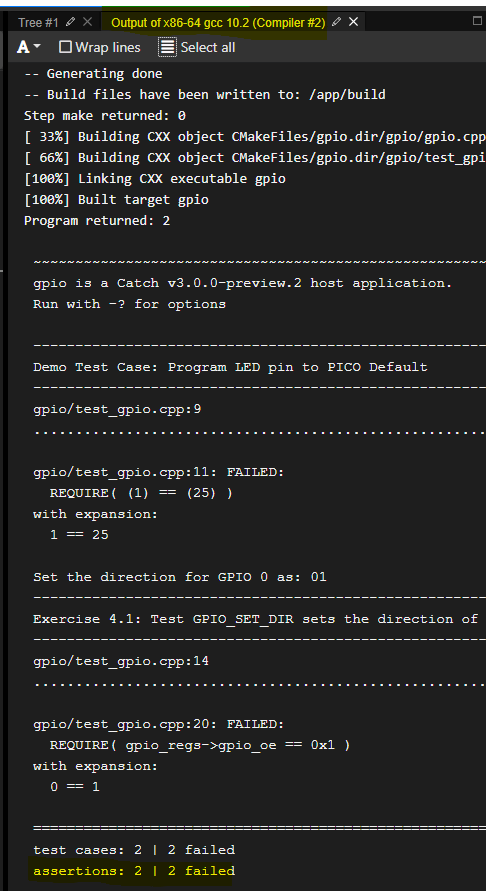 Tree #1
Output of x86-64 gcc 10.2 (Compiler #2)
A Wrap lines Select all
-- Generating done
-- Build files have been written to: /app/build
Step make returned: 0
[ 33%] Building CXX object CMakeFiles/gpio.dir/gpio/gpio.cpp
[ 66%] Building CXX object CMakeFiles/gpio.dir/gpio/test_gpi
[100%] Linking CXX executable gpio
[100%] Built target gpio
Program returned: 2
~~~~~~~~~~~~~~~~~~~~~~~~~~~~~~~~~~~~~~~~~~~~~~~~~~~~~~
gpio is a Catch v3.0.0-preview.2 host application.
Run with -? for options
------------------------------------------------------
Demo Test Case: Program LED pin to PICO Default
------------------------------------------------------
gpio/test_gpio.cpp:9
......................................................
gpio/test_gpio.cpp:11: FAILED:
REQUIRE( (1) == (25) )
with expansion:
1 == 25
Set the direction for GPIO 0 as: 01
------------------------------------------------------
Exercise 4.1: Test GPIO_SET_DIR sets the direction of
------------------------------------------------------
gpio/test_gpio.cpp:14
......................................................
gpio/test_gpio.cpp:20: FAILED:
REQUIRE( gpio_regs->gpio_oe == 0x1 )
with expansion:
0 == 1
======================================================
test cases: 2 | 2 failed
assertions: 2 | 2 failed